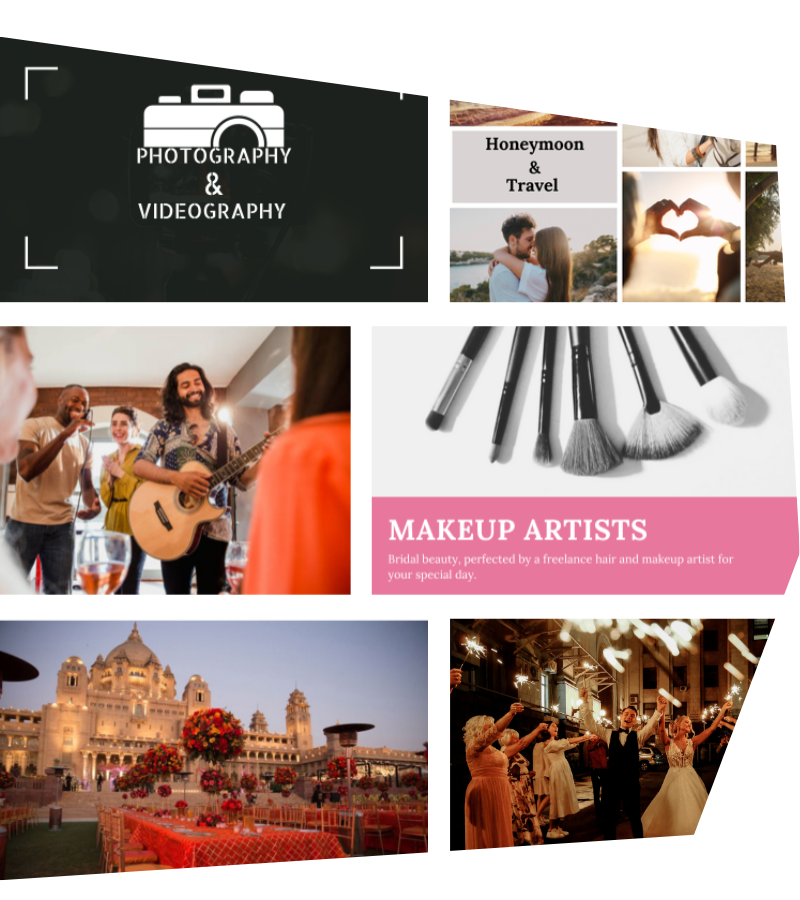 PHOTOGRAPHY
&
VIDEOGRAPHY
Honeymoon
&
Travel
MAKEUP ARTISTS
Bridal beauty, perfected by a freelance hair and makeup artist for
your special day.